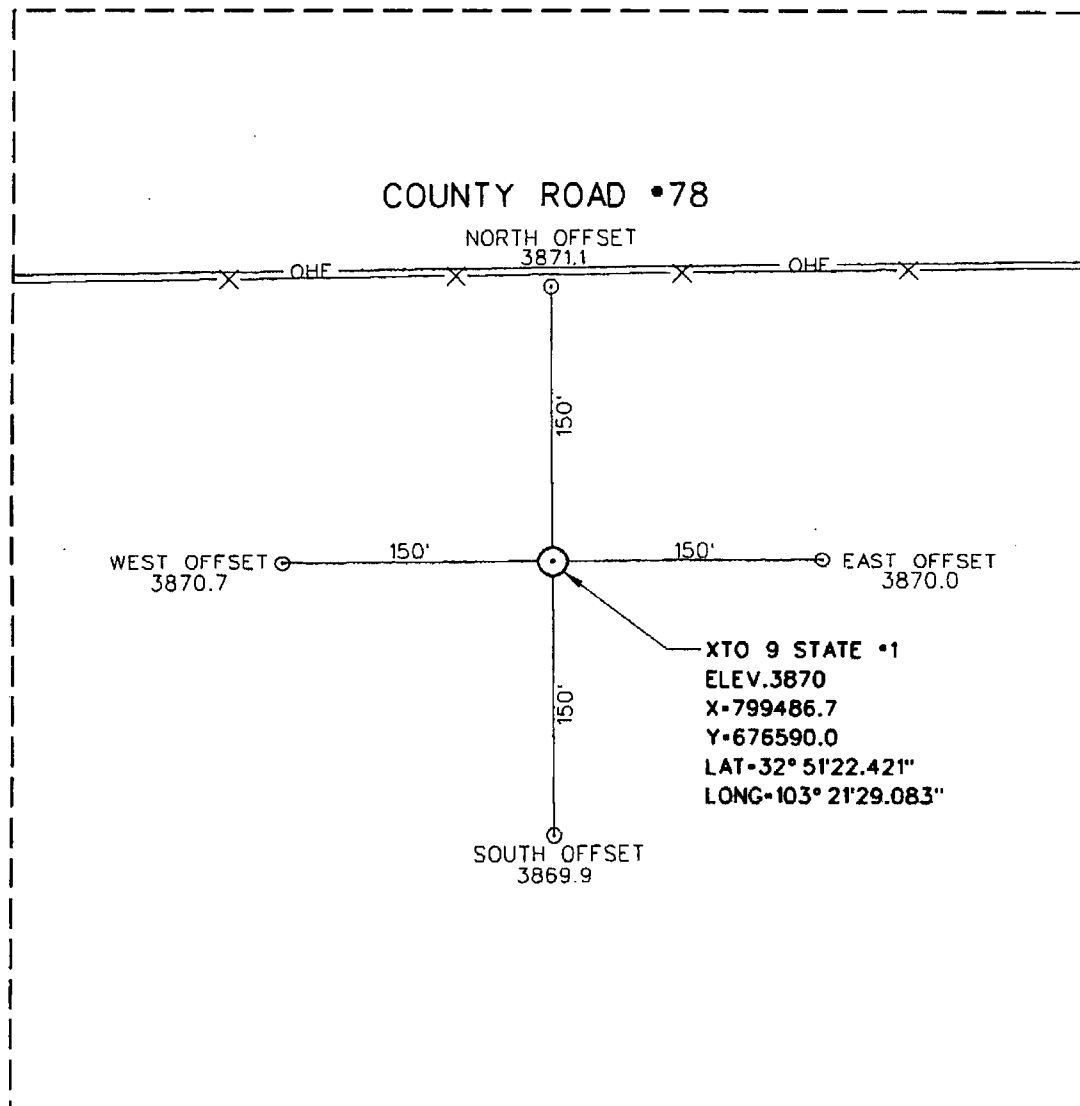 COUNTY ROAD •78
NORTH OFFSET
3871.1
OHE
OHE
150'
WEST OFFSET
3870.7
150'
150'
EAST OFFSET
3870.0
XTO 9 STATE •1
ELEV.3870
X•799486.7
Y•676590.0
LAT•32° 51'22.421"
LONG•103° 21'29.083"
150'
SOUTH OFFSET
3869.9